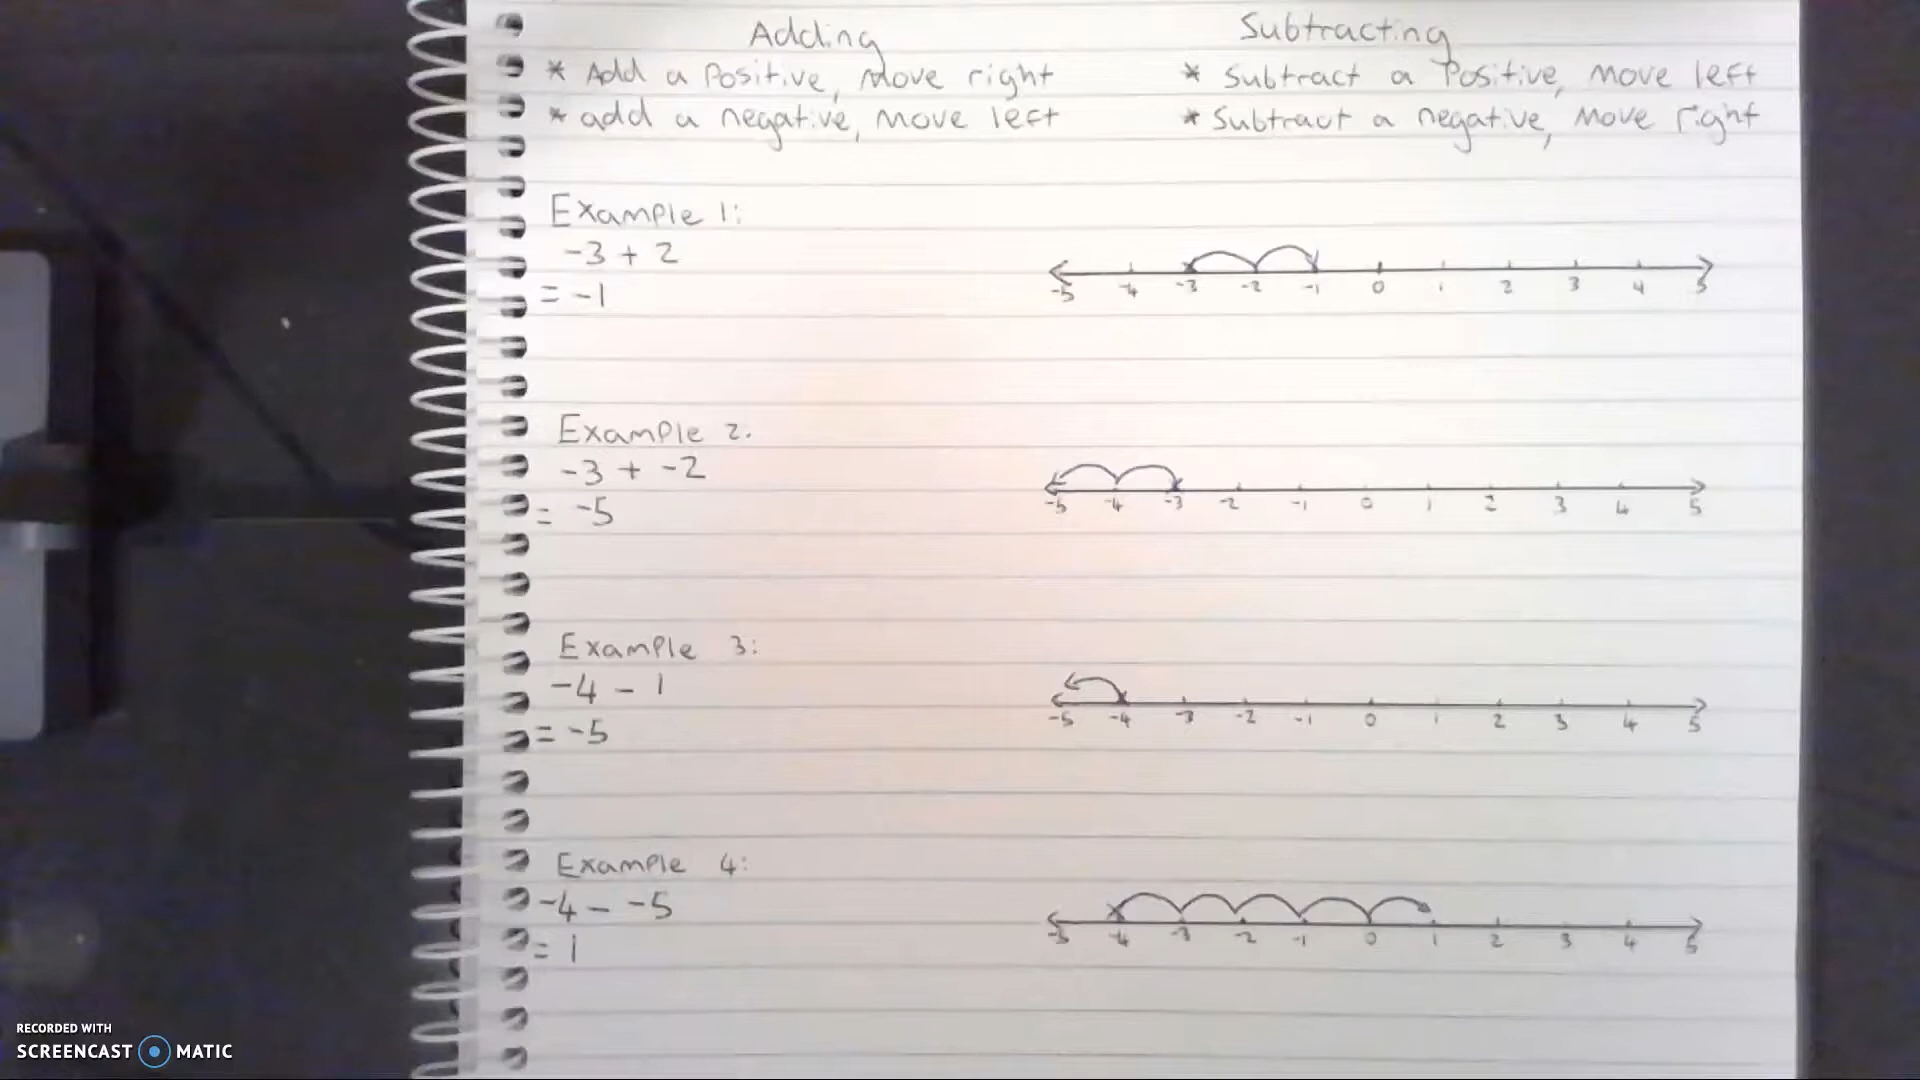 Adding
Subtracting
* Add a Positive, move right
* Subtract a Positive, move left
* add a negative, move left
* Subtract a negative, move right
Example 1:
-3 + 2
= -1
-5 -4 -3 -2 -1 0 1 2 3 4 5
Example 2.
-3 + -2
= -5
-5 -4 -3 -2 -1 0 1 2 3 4 5
Example 3:
-4 - 1
= -5
-5 -4 -3 -2 -1 0 1 2 3 4 5
Example 4:
-4 - -5
= 1
-5 -4 -3 -2 -1 0 1 2 3 4 5
RECORDED WITH
SCREENCAST MATIC